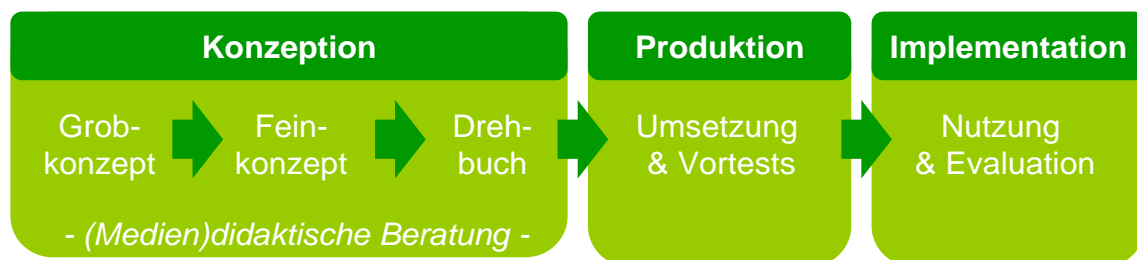 Konzeption
Grob-
konzept
Fein-
konzept
Dreh-
buch
- (Medien)didaktische Beratung -
Produktion
Umsetzung
& Vortests
Implementation
Nutzung
& Evaluation